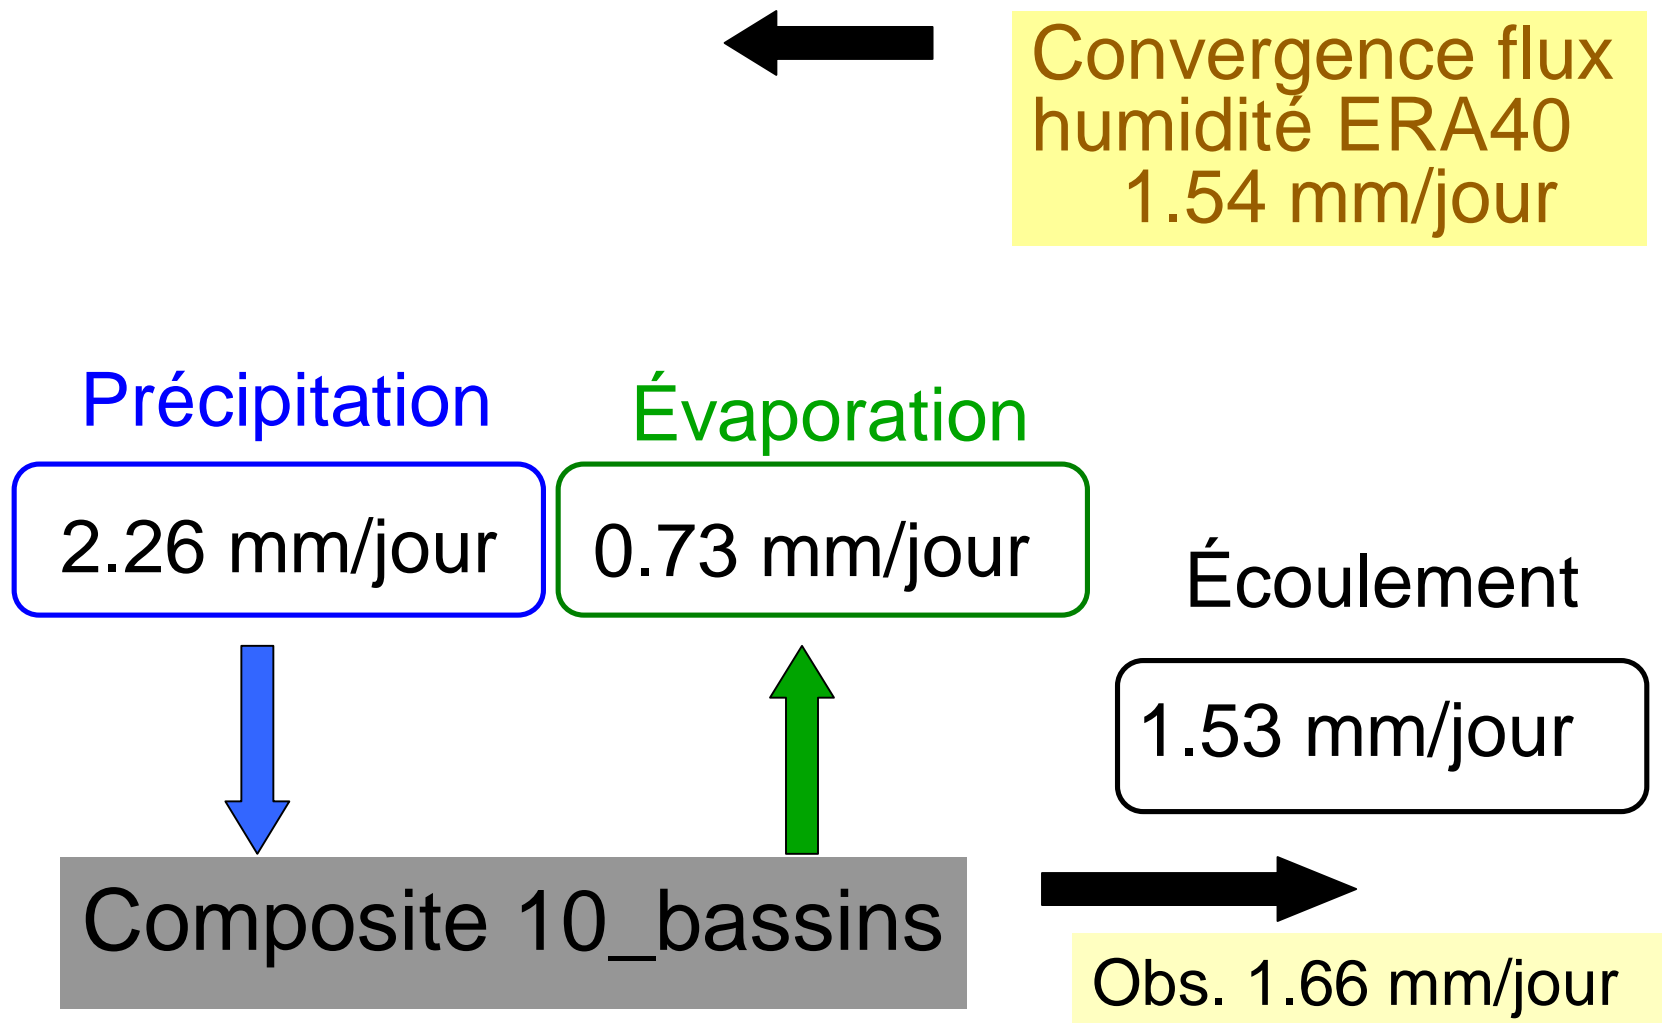 Convergence flux
humidité ERA40
1.54 mm/jour
Précipitation
Évaporation
2.26 mm/jour
0.73 mm/jour
Écoulement
1.53 mm/jour
Composite 10_bassins
Obs. 1.66 mm/jour